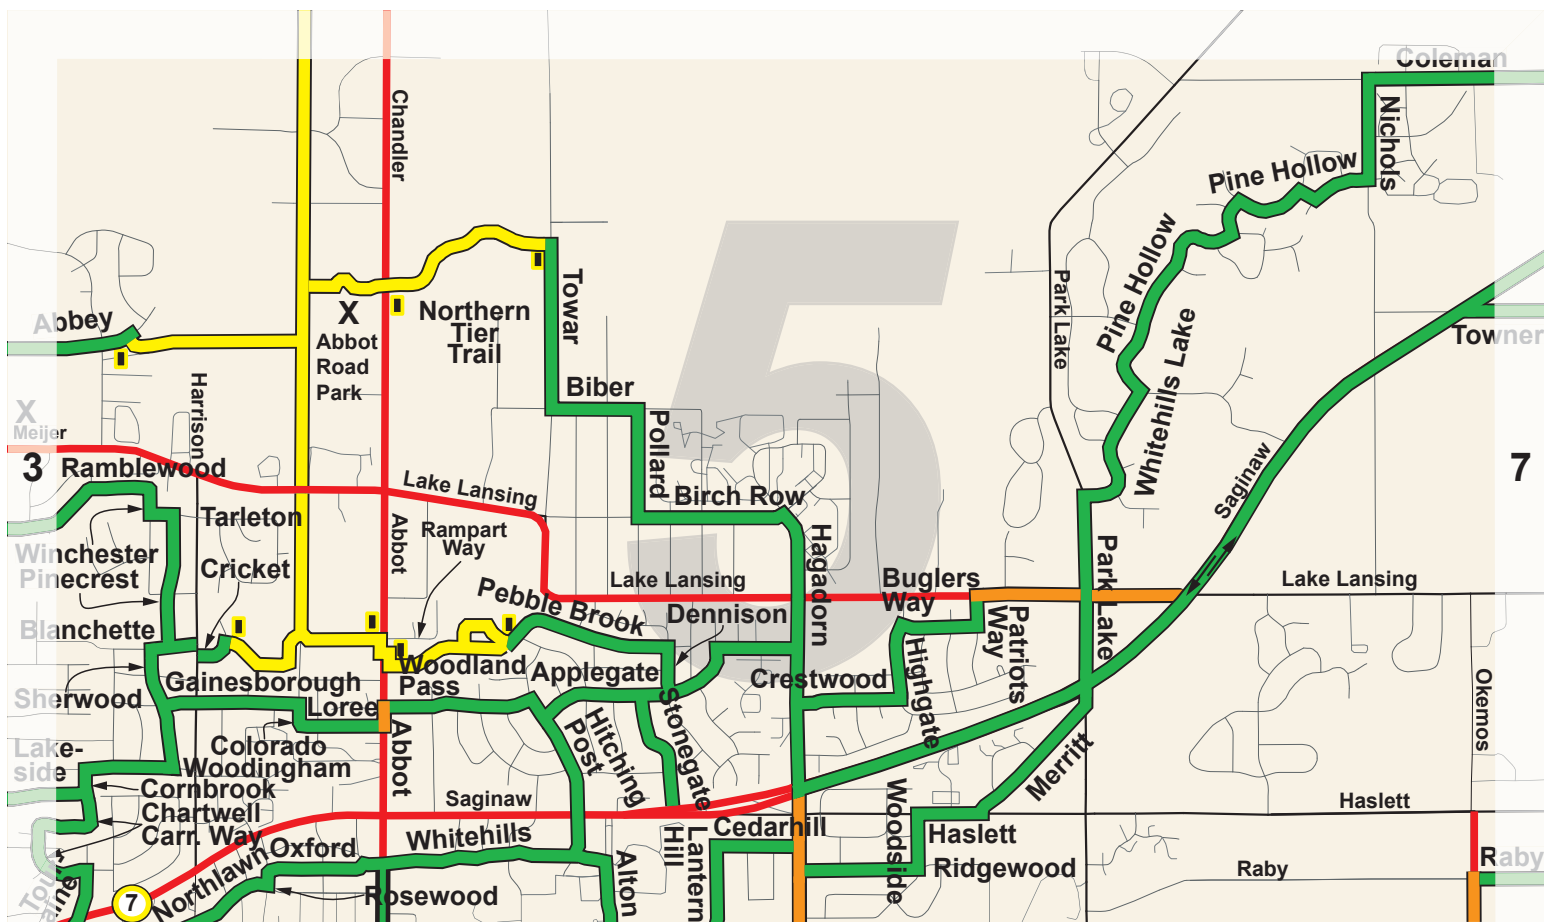 Coleman
Chandler
Nichols
Pine Hollow
Pine Hollow
Towar
Northern
Tier
Trail
X
Abbot
Road
Park
Abbey
Park Lake
Whitehills Lake
Towner
Harrison
Biber
Pollard
X
Meijer
3
Ramblewood
Lake Lansing
Birch Row
Saginaw
7
5
Tarleton
Abbot
Rampart
Way
Hagadorn
Winchester
Pinecrest
Cricket
Pebble Brook
Lake Lansing
Dennison
Buglers
Way
Park Lake
Lake Lansing
Blanchette
Patriots
Way
Woodland
Pass
Applegate
Crestwood
Highgate
Sherwood
Gainesborough
Loree
Hitching
Post
Stonegate
Okemos
Lake-
side
Colorado
Woodingham
Abbot
Merritt
Cornbrook
Chartwell
Carr. Way
Saginaw
Woodside
Haslett
Oxford
Whitehills
Cedarhill
Haslett
Ridgewood
Raby
Raby
Northlawn
Rosewood
Alton
Lantern
Hill
7